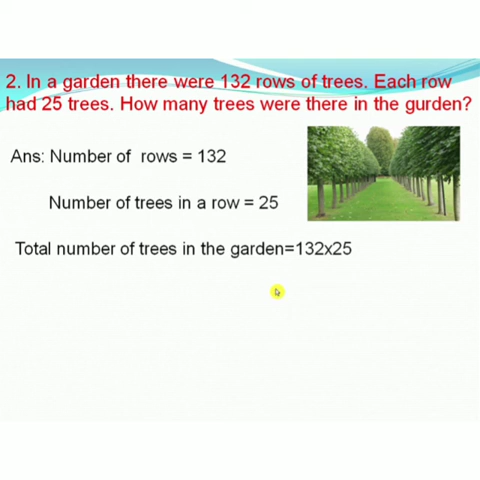 2. In a garden there were 132 rows of trees. Each row
had 25 trees. How many trees were there in the gurden?
Ans: Number of rows = 132
Number of trees in a row = 25
Total number of trees in the garden=132x25